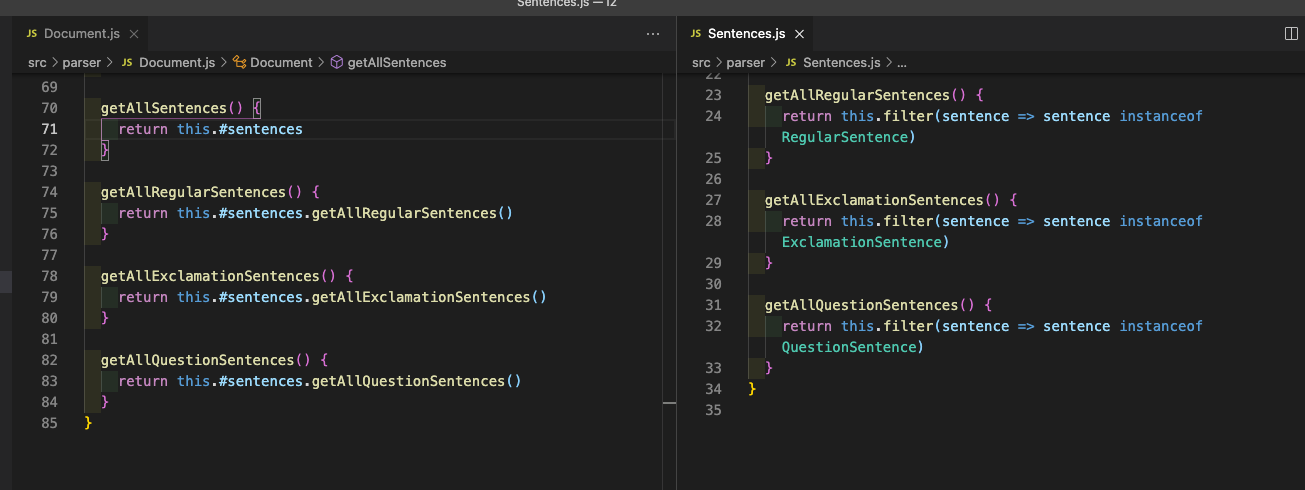 Sentences.js — 12
JS Document.js ×
...
src > parser > JS Document.js > Document > getAllSentences
69
70 getAllSentences() {
71 return this.#sentences
72 }
73
74 getAllRegularSentences() {
75 return this.#sentences.getAllRegularSentences()
76 }
77
78 getAllExclamationSentences() {
79 return this.#sentences.getAllExclamationSentences()
80 }
81
82 getAllQuestionSentences() {
83 return this.#sentences.getAllQuestionSentences()
84 }
85 }
JS Sentences.js ×
src > parser > JS Sentences.js > ...
22
23 getAllRegularSentences() {
24 return this.filter(sentence => sentence instanceof
RegularSentence)
25 }
26
27 getAllExclamationSentences() {
28 return this.filter(sentence => sentence instanceof
ExclamationSentence)
29 }
30
31 getAllQuestionSentences() {
32 return this.filter(sentence => sentence instanceof
QuestionSentence)
33 }
34 }
35